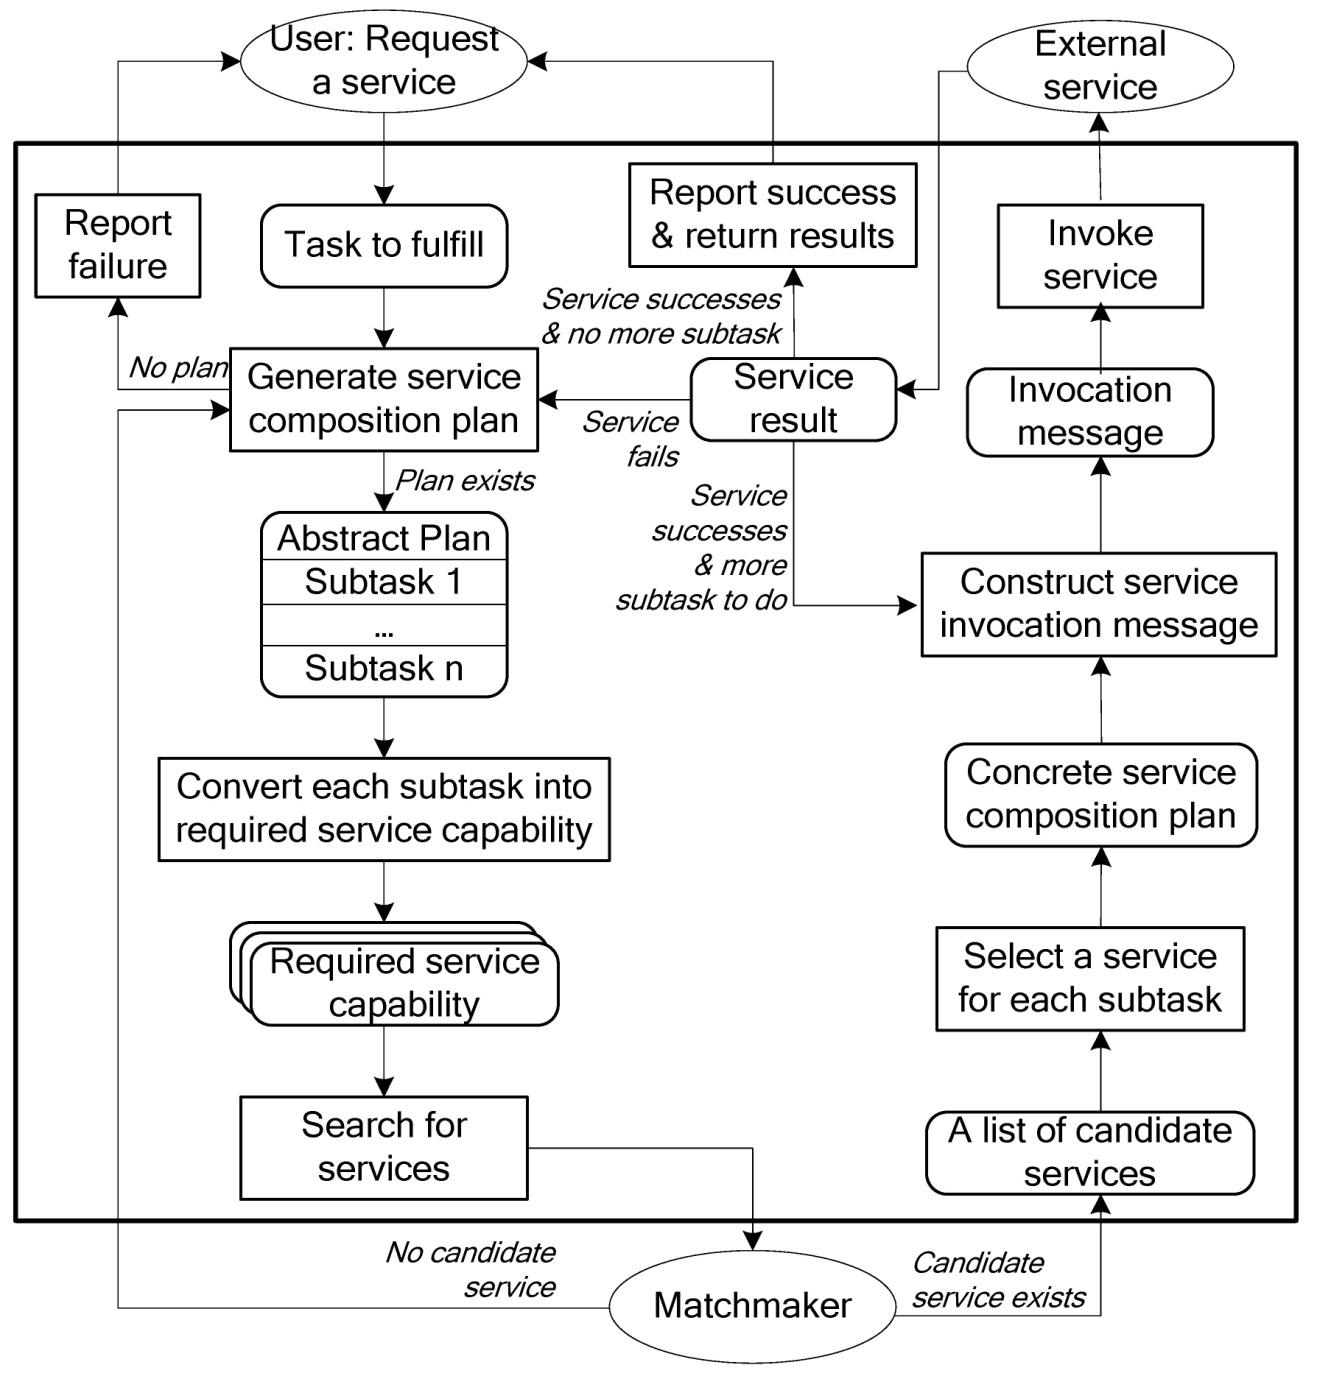 User: Request
a service
External
service
Report
failure
Task to fulfill
Report success
& return results
Invoke
service
Service successes
& no more subtask
No plan
Generate service
composition plan
Service
result
Service
fails
Invocation
message
Plan exists
Service
successes
& more
subtask to do
Abstract Plan
Subtask 1
...
Subtask n
Construct service
invocation message
Convert each subtask into
required service capability
Concrete service
composition plan
Required service
capability
Select a service
for each subtask
Search for
services
A list of candidate
services
No candidate
service
Matchmaker
Candidate
service exists